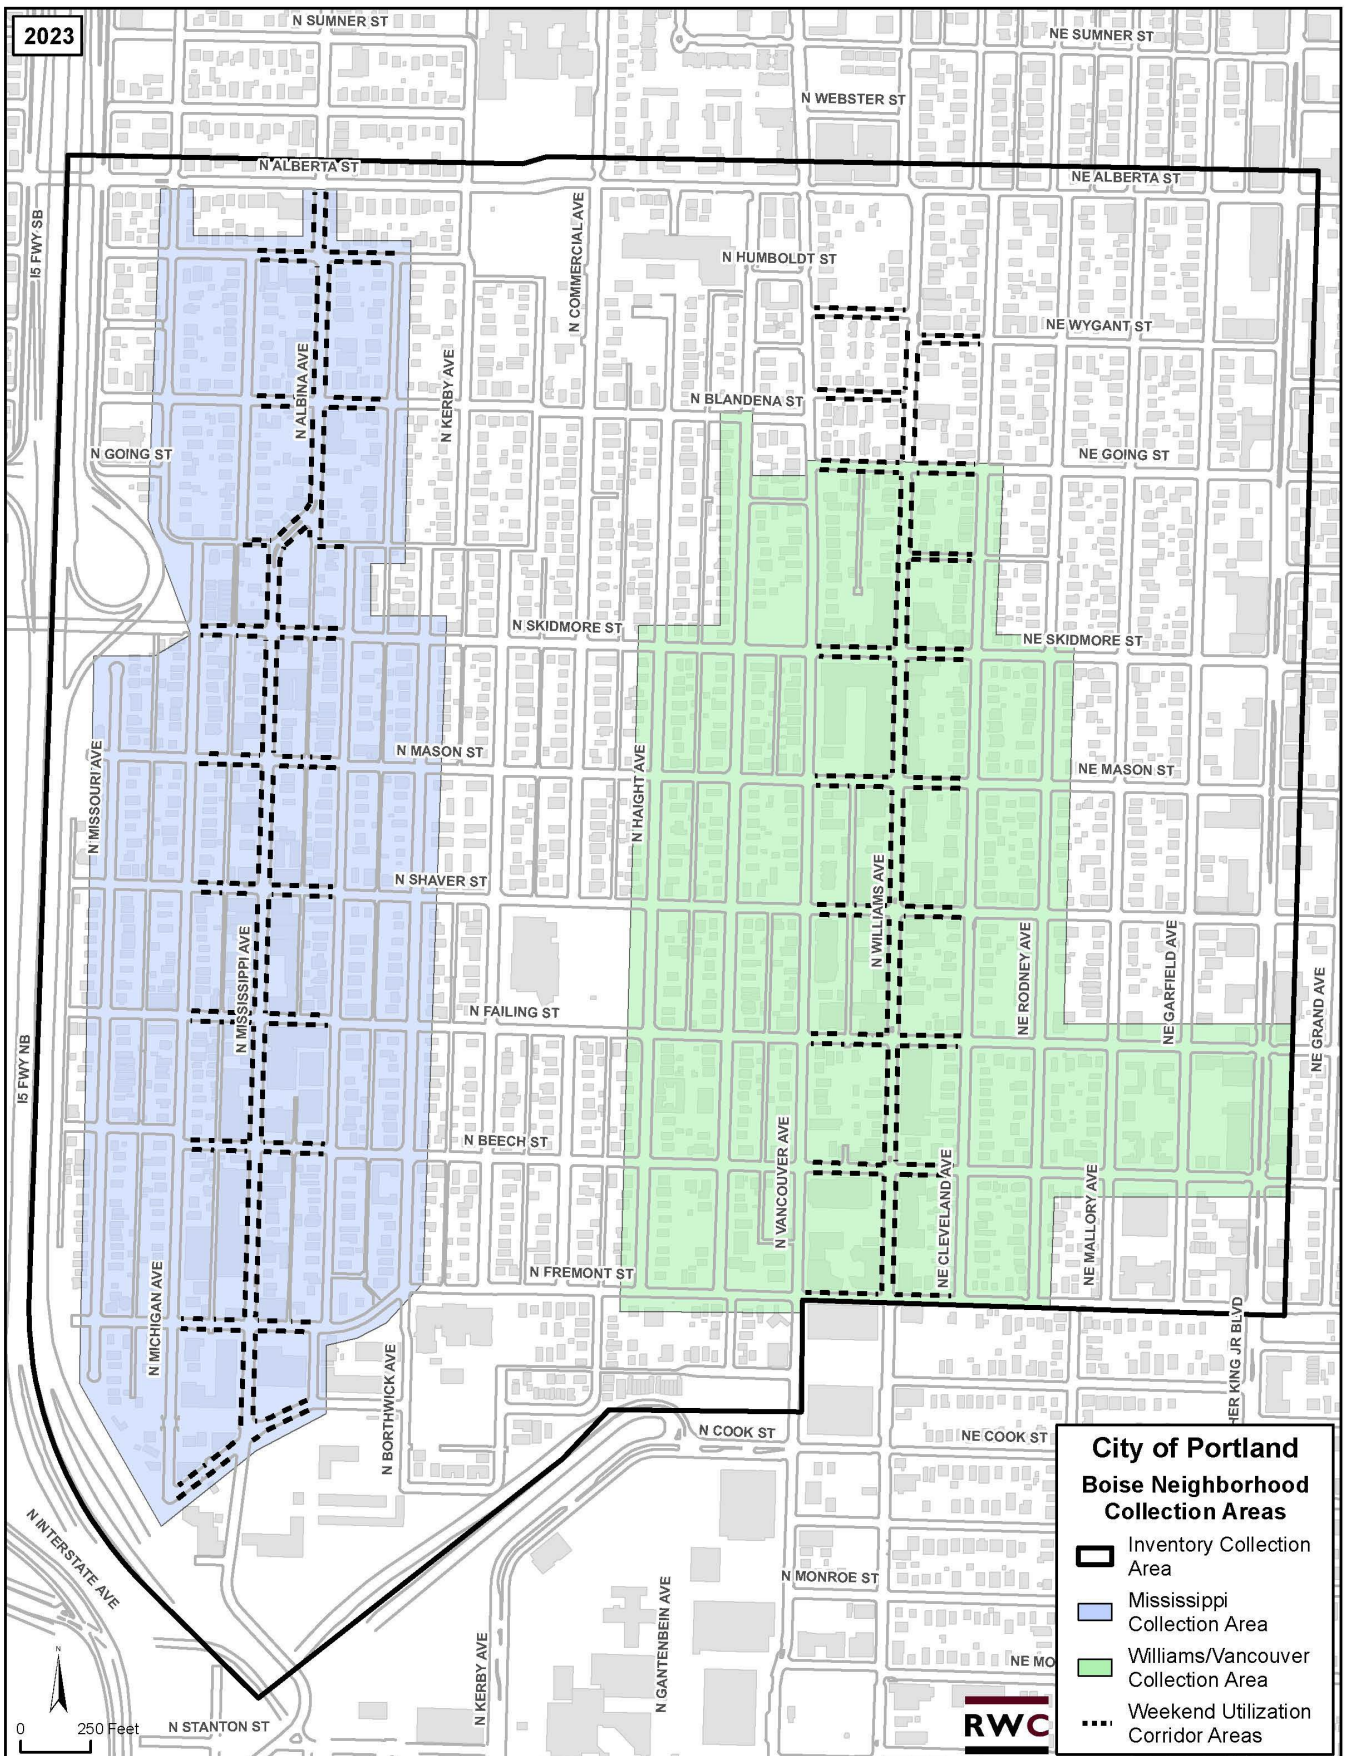 2023
N SUMNER ST
NE SUMNER ST
N WEBSTER ST
N ALBERTA ST
NE ALBERTA ST
I5 FWY SB
N COMMERCIAL AVE
N HUMBOLDT ST
NE WYGANT ST
N ALBINA AVE
N KERBY AVE
N BLANDENA ST
N GOING ST
NE GOING ST
N SKIDMORE ST
NE SKIDMORE ST
N MISSOURI AVE
N MASON ST
N HAIGHT AVE
NE MASON ST
N SHAVER ST
N WILLIAMS AVE
N MISSISSIPPI AVE
NE RODNEY AVE
NE GARFIELD AVE
NE GRAND AVE
N FAILING ST
I5 FWY NB
N BEECH ST
N VANCOUVER AVE
NE CLEVELAND AVE
NE MALLORY AVE
N FREMONT ST
N MICHIGAN AVE
N BORTHWICK AVE
HER KING JR BLVD
N COOK ST
NE COOK ST
N INTERSTATE AVE
N MONROE ST
N GANTENBEIN AVE
N KERBY AVE
NE MO
N STANTON ST
N
0 250 Feet
RWC
City of Portland
Boise Neighborhood
Collection Areas
Inventory Collection
Area
Mississippi
Collection Area
Williams/Vancouver
Collection Area
Weekend Utilization
Corridor Areas